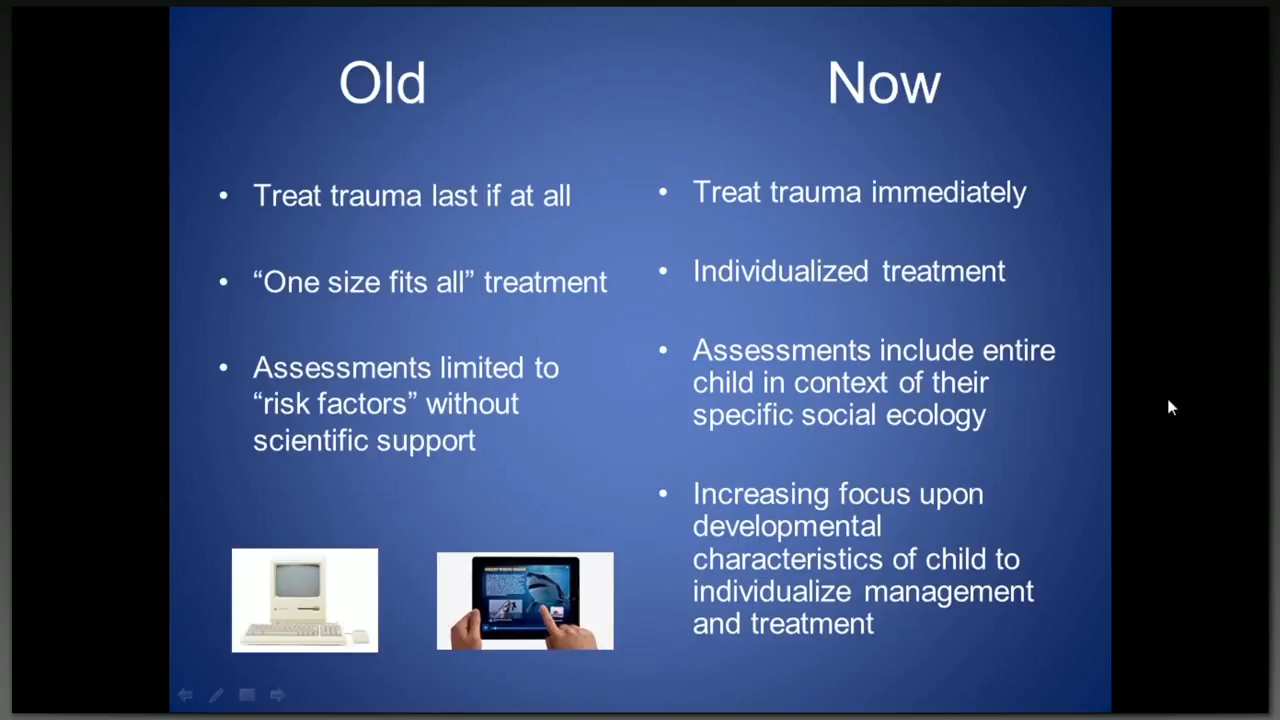 Old
Treat trauma last if at all
“One size fits all” treatment
Assessments limited to
“risk factors” without
scientific support
Now
Treat trauma immediately
Individualized treatment
Assessments include entire
child in context of their
specific social ecology
Increasing focus upon
developmental
characteristics of child to
individualize management
and treatment